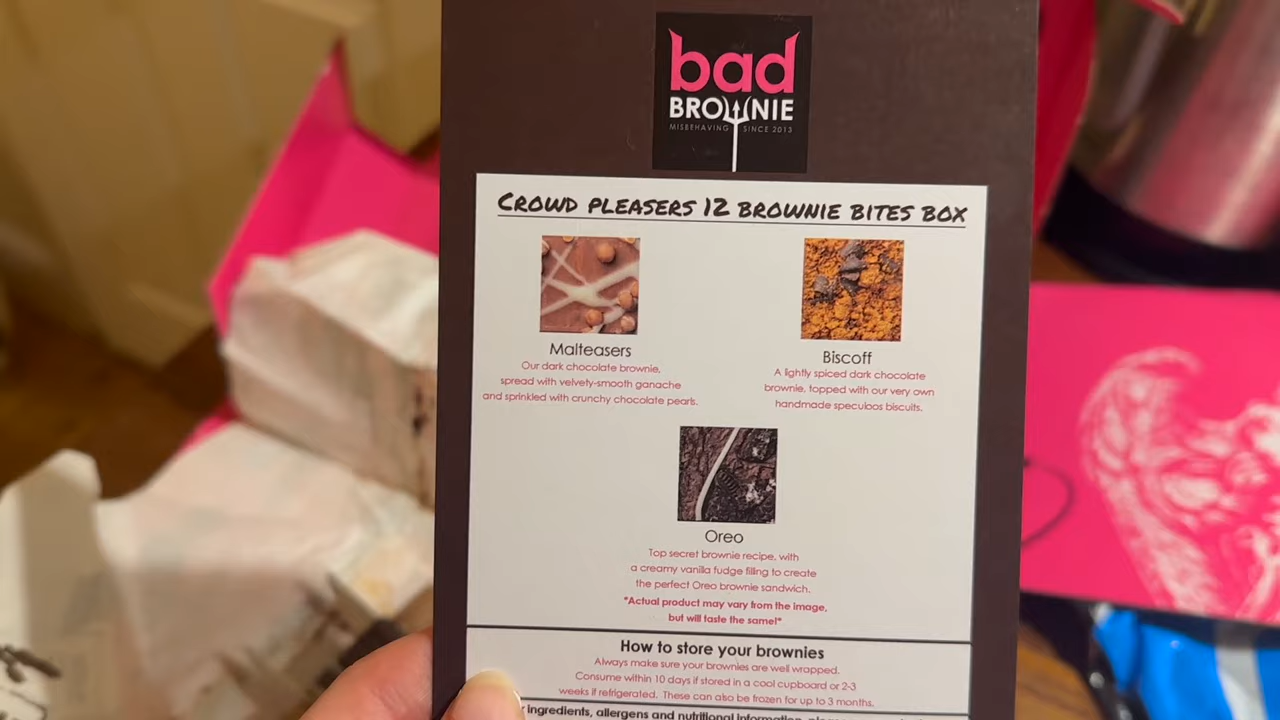 bad
BROWNIE
MISBEHAVING SINCE 2013
CROWD PLEASERS 12 BROWNIE BITES BOX
Malteasers
Our dark chocolate brownie,
spread with velvety-smooth ganache
and sprinkled with crunchy chocolate pearls.
Biscoff
A lightly spiced dark chocolate
brownie, topped with our very own
handmade speculoos biscuits.
Oreo
Top secret brownie recipe, with
a creamy vanilla fudge filling to create
the perfect Oreo brownie sandwich.
*Actual product may vary from the image,
but will taste the same!*
How to store your brownies
Always make sure your brownies are well wrapped.
Consume within 10 days if stored in a cool cupboard or 2-3
weeks if refrigerated. These can also be frozen for up to 3 months.
ingredients, allergens and nutritional information,